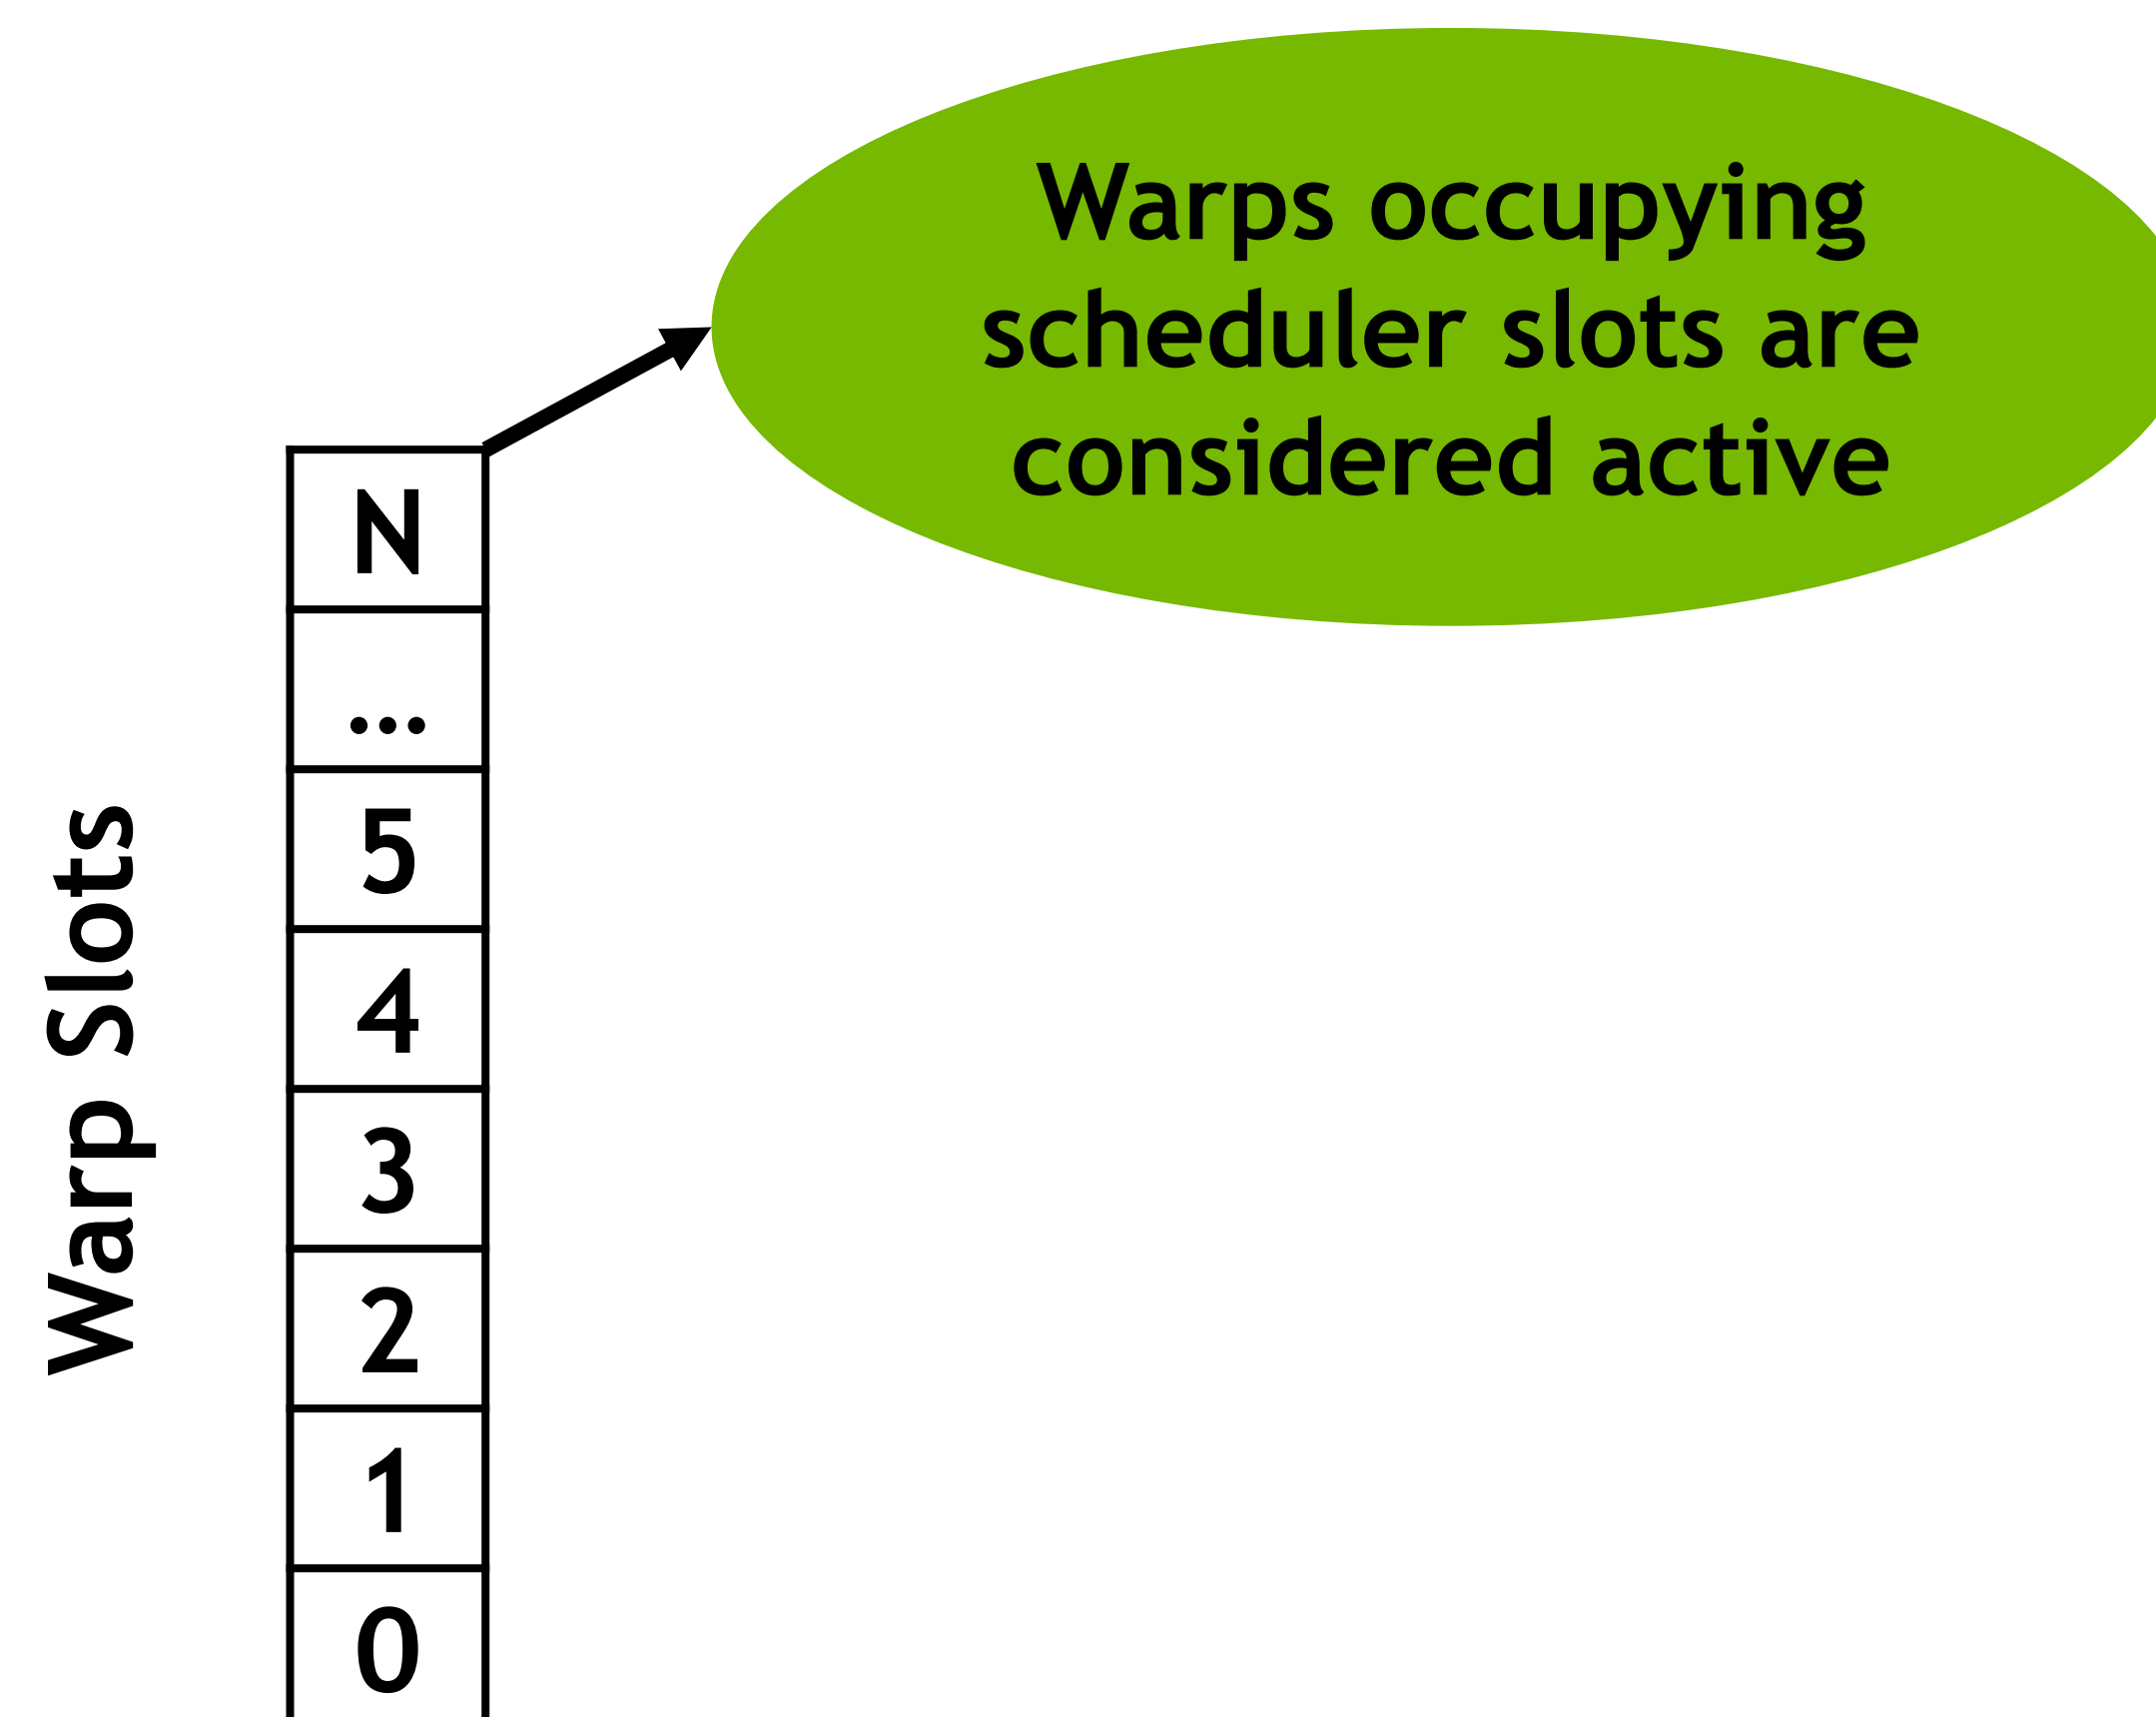 Warps occupying
scheduler slots are
considered active
N
...
5
4
3
2
1
0
Warp Slots